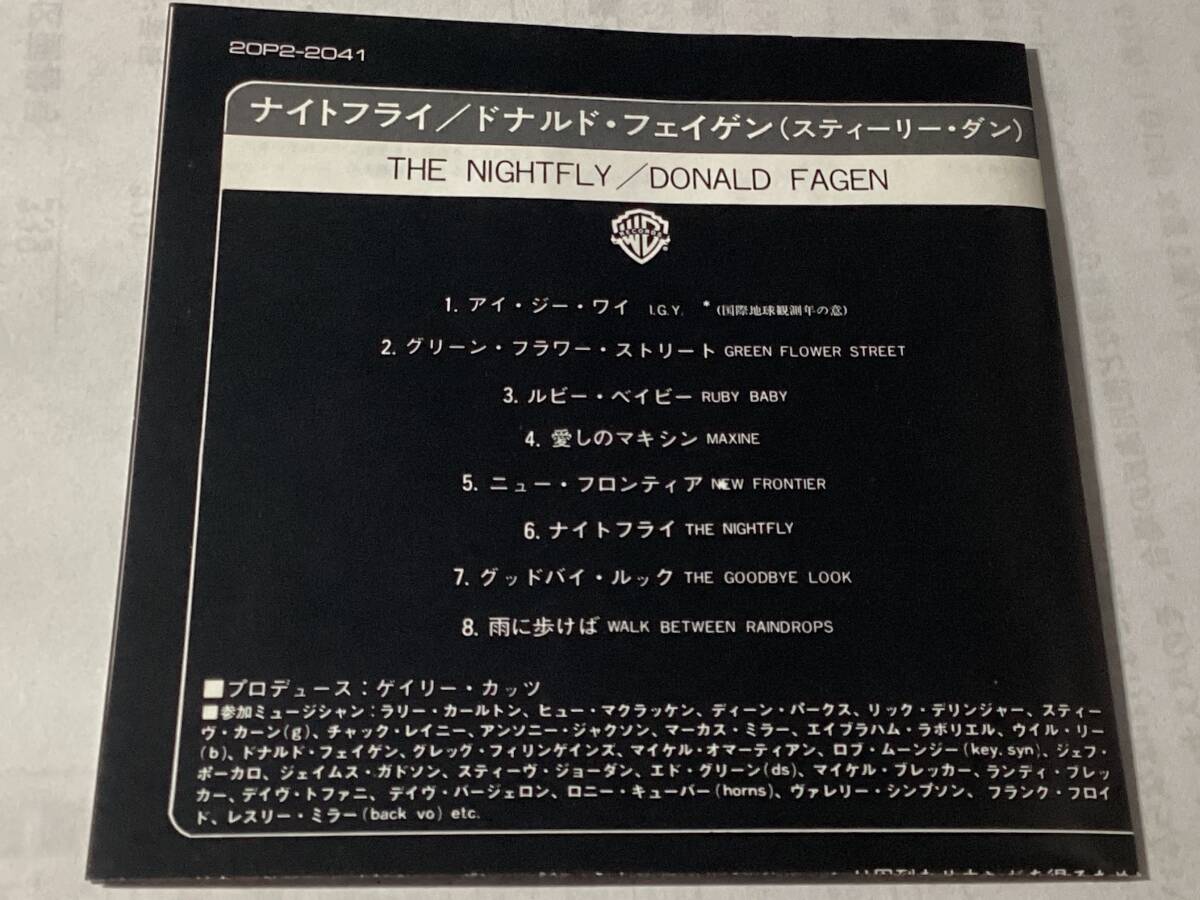 20P2-2041
ナイトフライ／ドナルド・フェイゲン（スティーリー・ダン）
THE NIGHTFLY／DONALD FAGEN
RECORDS
1. アイ・ジー・ワイ I.G.Y. *（国際地球観測年の意）
2. グリーン・フラワー・ストリート GREEN FLOWER STREET
3. ルビー・ベイビー RUBY BABY
4. 愛しのマキシン MAXINE
5. ニュー・フロンティア NEW FRONTIER
6. ナイトフライ THE NIGHTFLY
7. グッドバイ・ルック THE GOODBYE LOOK
8. 雨に歩けば WALK BETWEEN RAINDROPS
■プロデュース：ゲイリー・カッツ
■参加ミュージシャン：ラリー・カールトン、ヒュー・マクラッケン、ディーン・パークス、リック・デリンジャー、スティー
ヴ・カーン(g)、チャック・レイニー、アンソニー・ジャクソン、マーカス・ミラー、エイブラハム・ラボリエル、ウイル・リー
(b)、ドナルド・フェイゲン、グレッグ・フィリンゲインズ、マイケル・オマーティアン、ロブ・ムーンジー(key. syn)、ジェフ・
ポーカロ、ジェイムス・ガドソン、スティーヴ・ジョーダン、エド・グリーン(ds)、マイケル・ブレッカー、ランディ・ブレッ
カー、デイヴ・トファニ、デイヴ・バージェロン、ロニー・キューバー(horns)、ヴァレリー・シンプソン、フランク・フロイ
ド、レスリー・ミラー(back vo) etc.